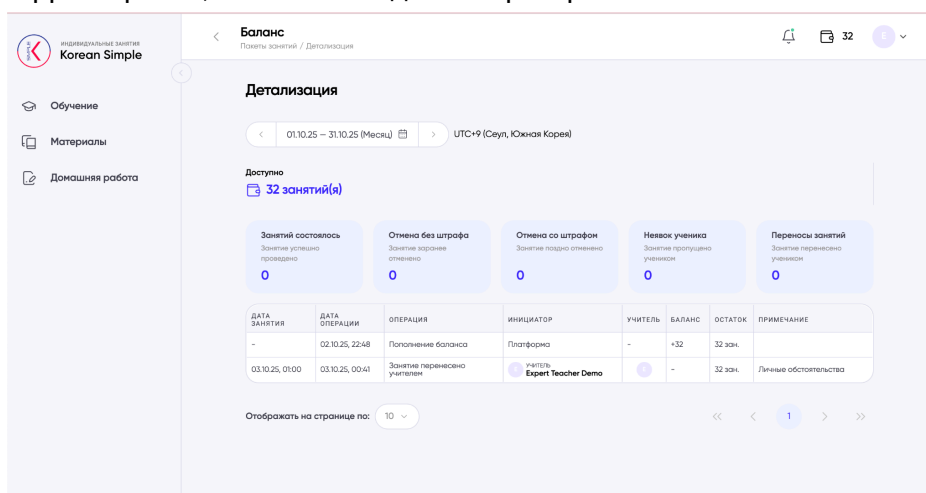 ИНДИВИДУАЛЬНЫЕ ЗАНЯТИЯ
Korean Simple
Обучение
Материалы
Домашняя работа
Баланс
Пакеты занятий / Детализация
32
E
Детализация
01.10.25 — 31.10.25 (Месяц)
UTC+9 (Сеул, Южная Корея)
Доступно
32 занятий(я)
Занятий состоялось
Занятие успешно
проведено
0
Отмена без штрафа
Занятие заранее
отменено
0
Отмена со штрафом
Занятие поздно отменено
0
Неявок ученика
Занятие пропущено
учеником
0
Переносы занятий
Занятие перенесено
учеником
0
ДАТА ЗАНЯТИЯ ДАТА ОПЕРАЦИИ ОПЕРАЦИЯ ИНИЦИАТОР УЧИТЕЛЬ БАЛАНС ОСТАТОК ПРИМЕЧАНИЕ
- 02.10.25, 22:48 Пополнение баланса Платформа - +32 32 зан.
03.10.25, 01:00 03.10.25, 00:41 Занятие перенесено учителем E УЧИТЕЛЬ Expert Teacher Demo E - 32 зан. Личные обстоятельства
Отображать на странице по: 10
1